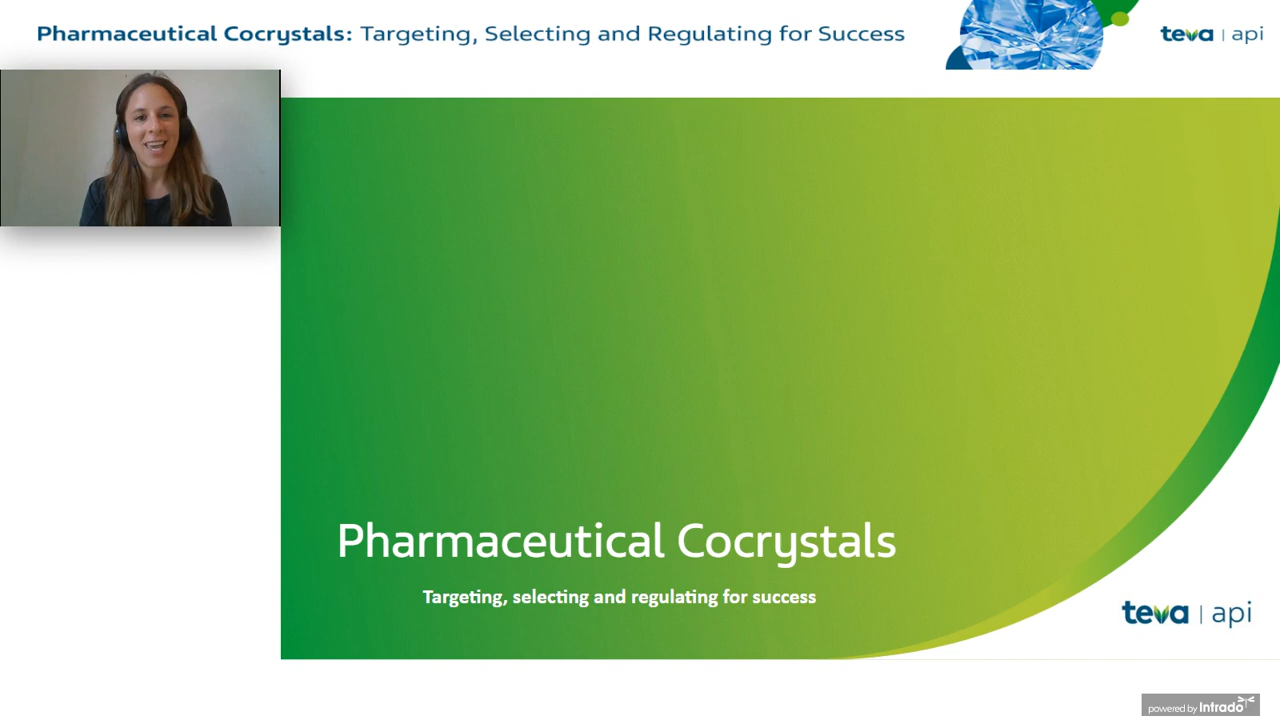 Pharmaceutical Cocrystals: Targeting, Selecting and Regulating for Success
teva | api
Pharmaceutical Cocrystals
Targeting, selecting and regulating for success
teva | api
powered by Intrado